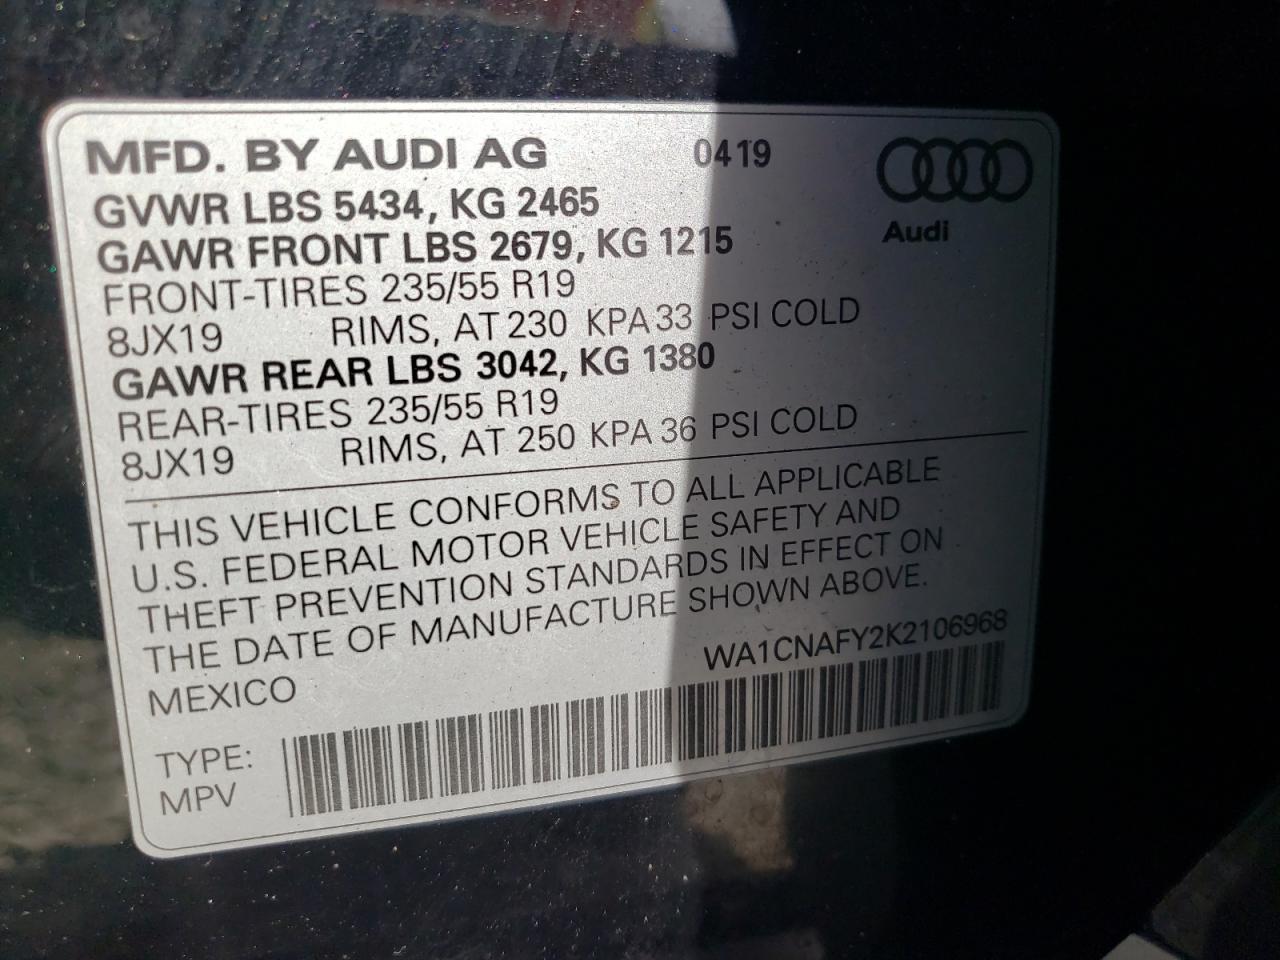 MFD. BY AUDI AG 0419
Audi
GVWR LBS 5434, KG 2465
GAWR FRONT LBS 2679, KG 1215
FRONT-TIRES 235/55 R19
8JX19 RIMS, AT 230 KPA 33 PSI COLD
GAWR REAR LBS 3042, KG 1380
REAR-TIRES 235/55 R19
8JX19 RIMS, AT 250 KPA 36 PSI COLD
THIS VEHICLE CONFORMS TO ALL APPLICABLE
U.S. FEDERAL MOTOR VEHICLE SAFETY AND
THEFT PREVENTION STANDARDS IN EFFECT ON
THE DATE OF MANUFACTURE SHOWN ABOVE.
WA1CNAFY2K2106968
MEXICO
TYPE:
MPV